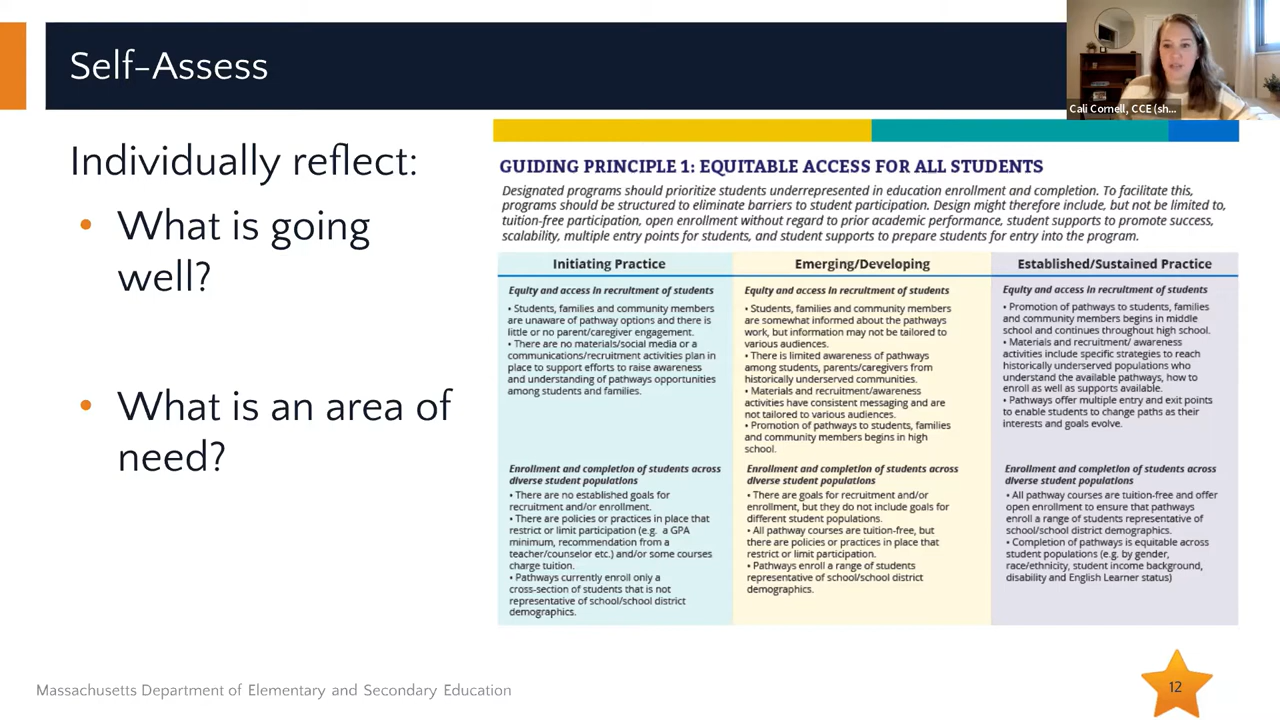 Self-Assess
Cali Cornell, CCE (sh...
Individually reflect:
• What is going
well?
• What is an area of
need?
GUIDING PRINCIPLE 1: EQUITABLE ACCESS FOR ALL STUDENTS
Designated programs should prioritize students underrepresented in education enrollment and completion. To facilitate this,
programs should be structured to eliminate barriers to student participation. Design might therefore include, but not be limited to,
tuition-free participation, open enrollment without regard to prior academic performance, student supports to promote success,
scalability, multiple entry points for students, and student supports to prepare students for entry into the program.
Initiating Practice
Equity and access in recruitment of students
• Students, families and community members
are unaware of pathway options and there is
little or no parent/caregiver engagement.
• There are no materials/social media or a
communications/recruitment activities plan in
place to support efforts to raise awareness
and understanding of pathways opportunities
among students and families.
Enrollment and completion of students across
diverse student populations
• There are no established goals for
recruitment and/or enrollment.
• There are policies or practices in place that
restrict or limit participation (e.g. a GPA
minimum, recommendation from a
teacher/counselor etc.) and/or some courses
charge tuition.
• Pathways currently enroll only a
cross-section of students that is not
representative of school/school district
demographics.
Emerging/Developing
Equity and access in recruitment of students
• Students, families and community members
are somewhat informed about the pathways
work, but information may not be tailored to
various audiences.
• There is limited awareness of pathways
among students, parents/caregivers from
historically underserved communities.
• Materials and recruitment/awareness
activities have consistent messaging and are
not tailored to various audiences.
• Promotion of pathways to students, families
and community members begins in high
school.
Enrollment and completion of students across
diverse student populations
• There are goals for recruitment and/or
enrollment, but they do not include goals for
different student populations.
• All pathway courses are tuition-free, but
there are policies or practices in place that
restrict or limit participation.
• Pathways enroll a range of students
representative of school/school district
demographics.
Established/Sustained Practice
Equity and access in recruitment of students
• Promotion of pathways to students, families
and community members begins in middle
school and continues throughout high school.
• Materials and recruitment/ awareness
activities include specific strategies to reach
historically underserved populations who
understand the available pathways, how to
enroll as well as supports available.
• Pathways offer multiple entry and exit points
to enable students to change paths as their
interests and goals evolve.
Enrollment and completion of students across
diverse student populations
• All pathway courses are tuition-free and offer
open enrollment to ensure that pathways
enroll a range of students representative of
school/school district demographics.
• Completion of pathways is equitable across
student populations (e.g. by gender,
race/ethnicity, student income background,
disability and English Learner status)
Massachusetts Department of Elementary and Secondary Education
12